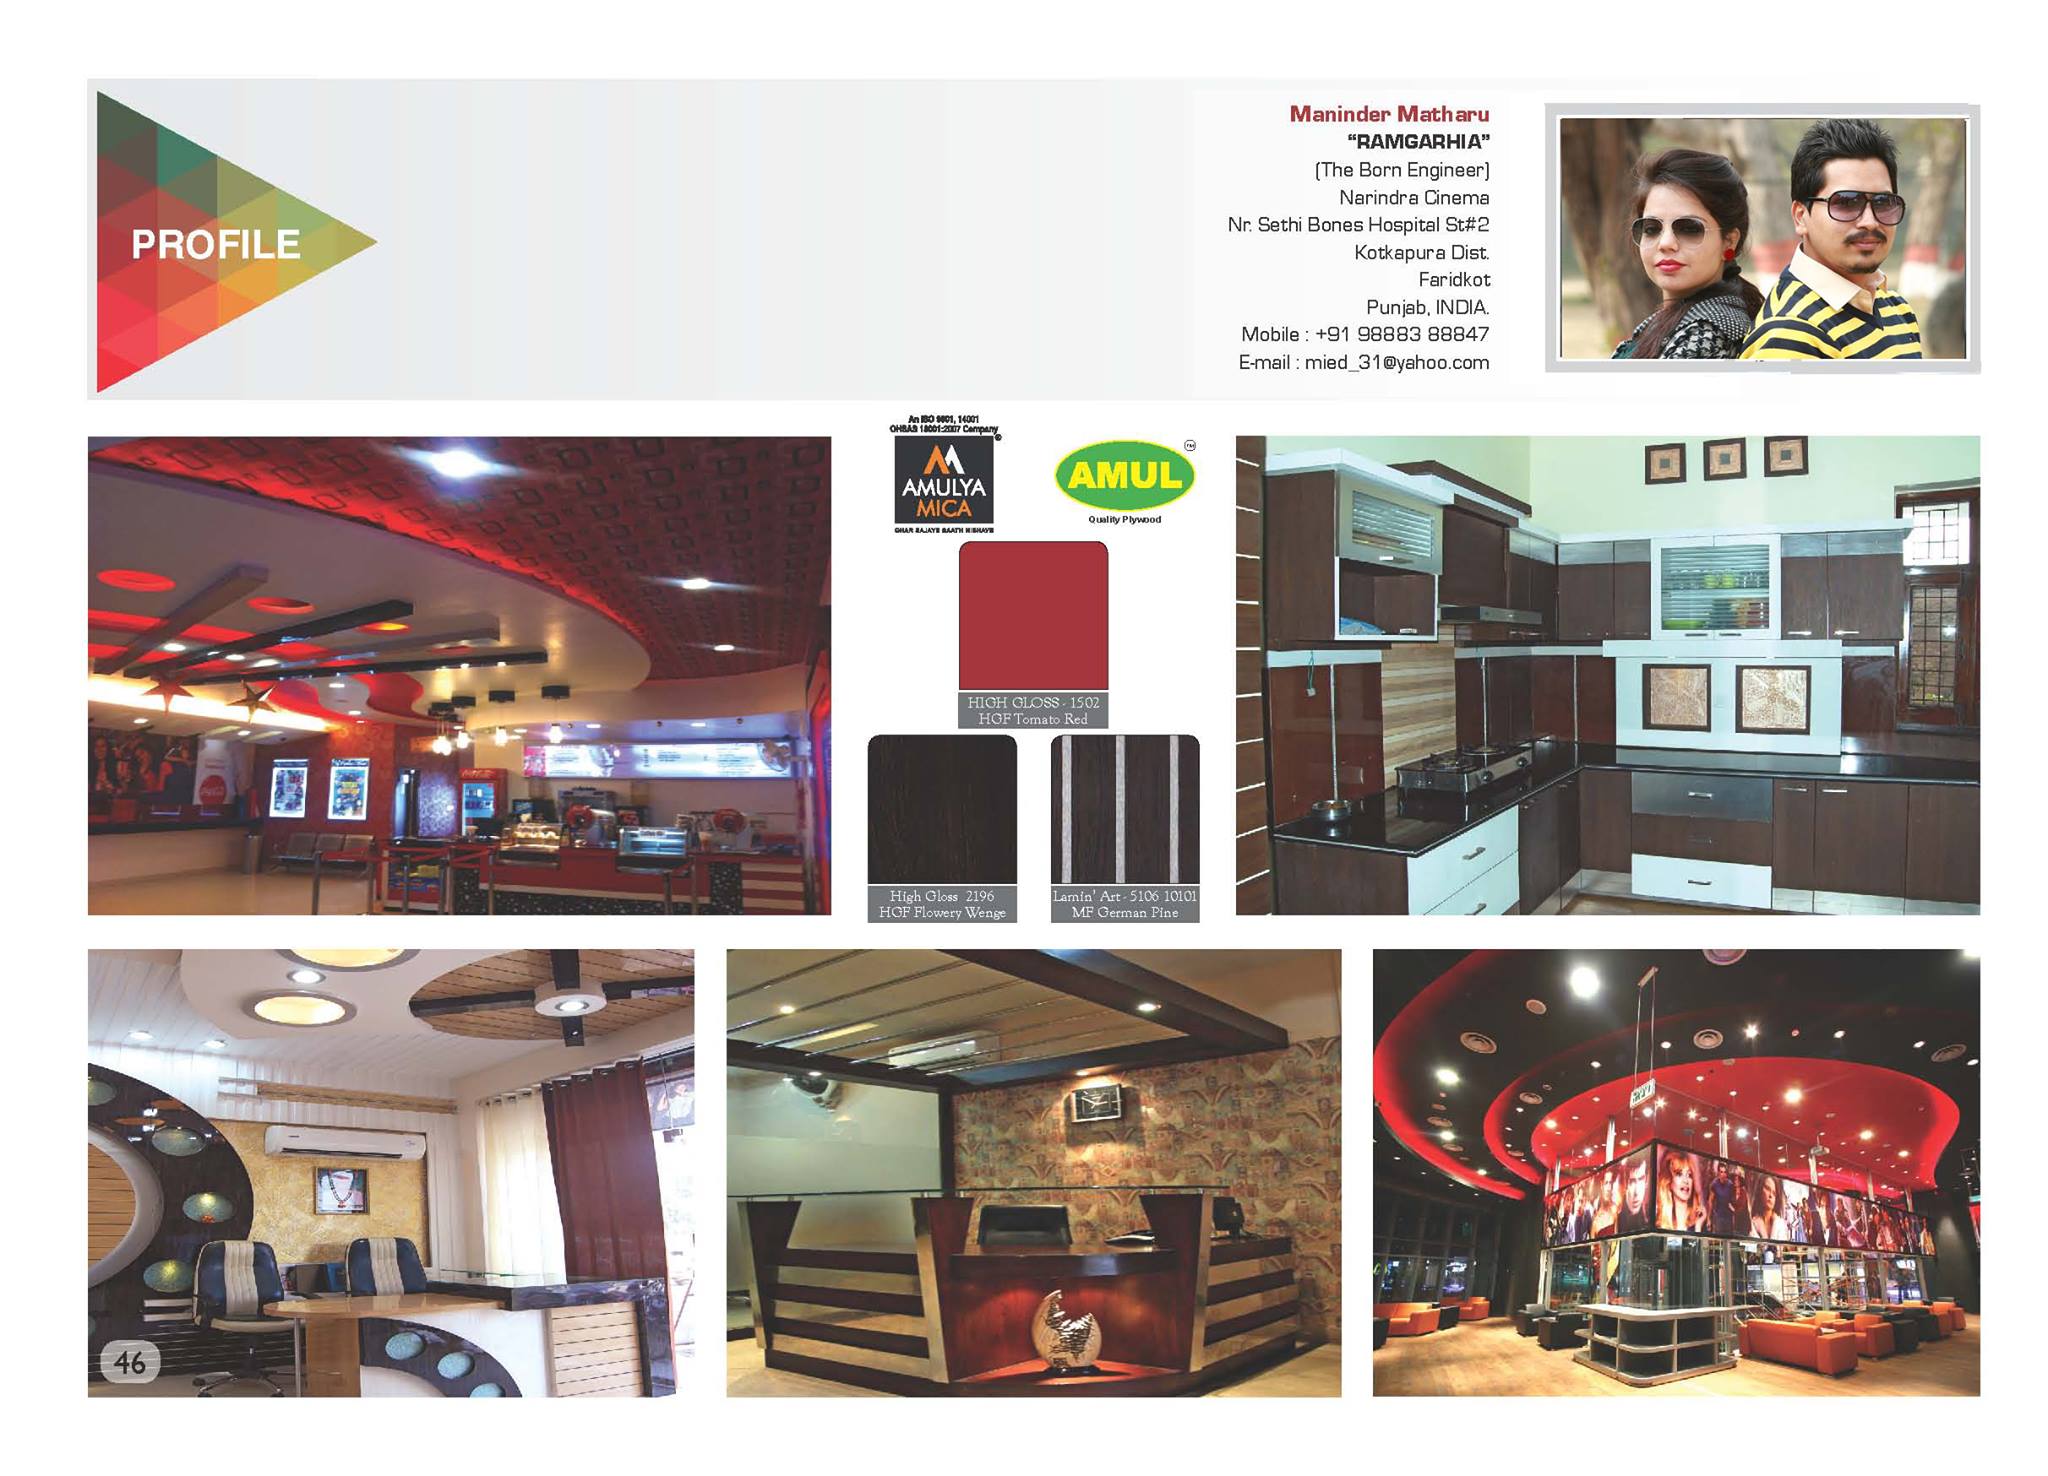 PROFILE
Maninder Matharu
“RAMGARHIA”
(The Born Engineer)
Narindra Cinema
Nr. Sethi Bones Hospital St#2
Kotkapura Dist.
Faridkot
Punjab, INDIA.
Mobile : +91 98883 88847
E-mail : mied_31@yahoo.com
An ISO 9001, 14001
OHSAS 18001:2007 Company
AMULYA
MICA
GHAR SAJAYE SAATH NIBHAYE
AMUL
TM
Quality Plywood
HIGH GLOSS - 1502
HGF Tomato Red
High Gloss 2196
HGF Flowery Wenge
Lamin' Art - 5106 10101
MF German Pine
46